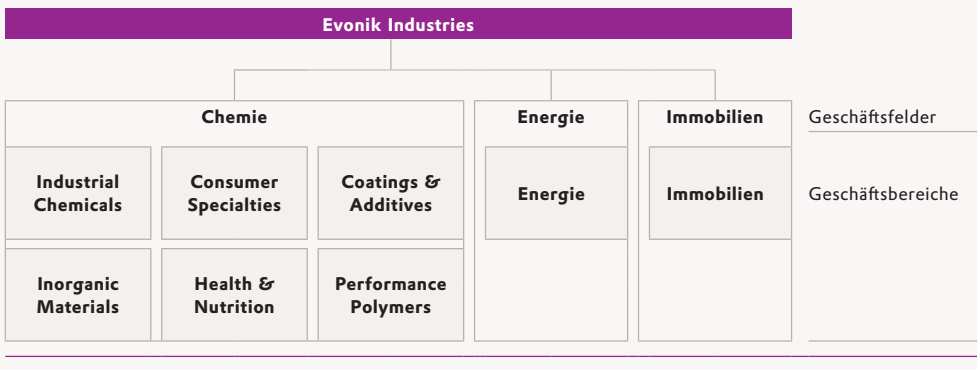 Evonik Industries
Chemie
Energie
Immobilien
Geschäftsfelder
Industrial
Chemicals
Consumer
Specialties
Coatings &
Additives
Energie
Immobilien
Geschäftsbereiche
Inorganic
Materials
Health &
Nutrition
Performance
Polymers